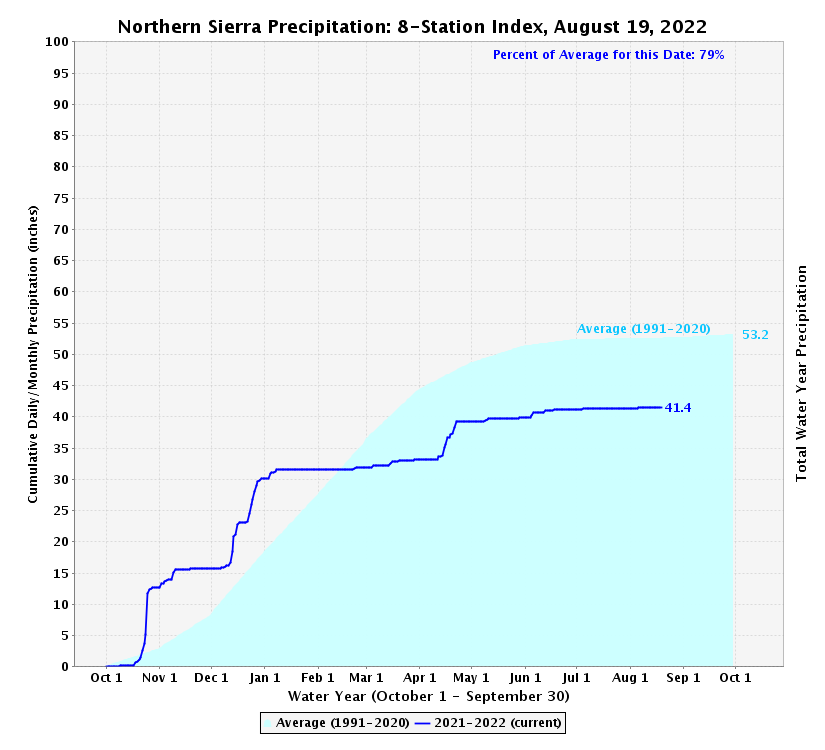 Northern Sierra Precipitation: 8-Station Index, August 19, 2022
Percent of Average for this Date: 79%
Cumulative Daily/Monthly Precipitation (inches)
100
95
90
85
80
75
70
65
60
55
50
45
40
35
30
25
20
15
10
5
0
Average (1991-2020)
53.2
41.4
Total Water Year Precipitation
Oct 1 Nov 1 Dec 1 Jan 1 Feb 1 Mar 1 Apr 1 May 1 Jun 1 Jul 1 Aug 1 Sep 1 Oct 1
Water Year (October 1 - September 30)
Average (1991-2020) 2021-2022 (current)